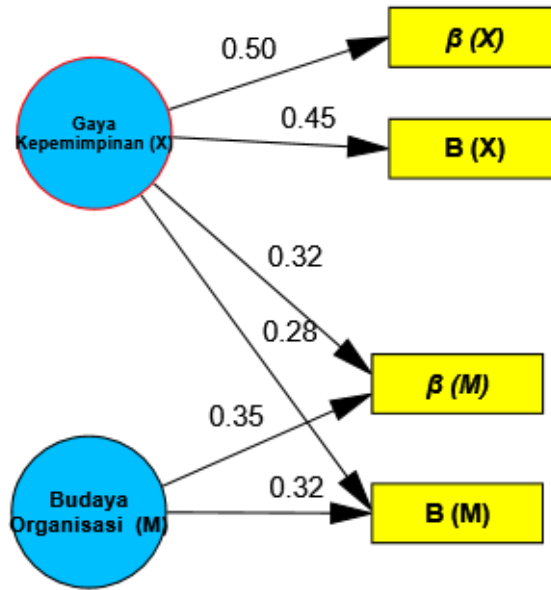 β (X)
0.50
Gaya
Kepemimpinan (X)
0.45
B (X)
0.32
0.28
β (M)
0.35
0.32
B (M)
Budaya
Organisasi (M)